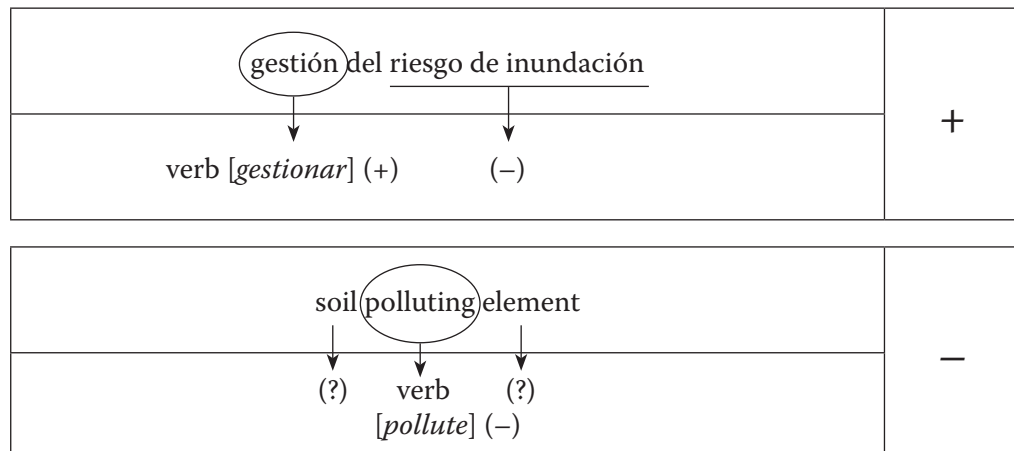 gestión del riesgo de inundación
+
verb [gestionar] (+) (–)
soil polluting element
–
(?) verb (?)
[pollute] (–)